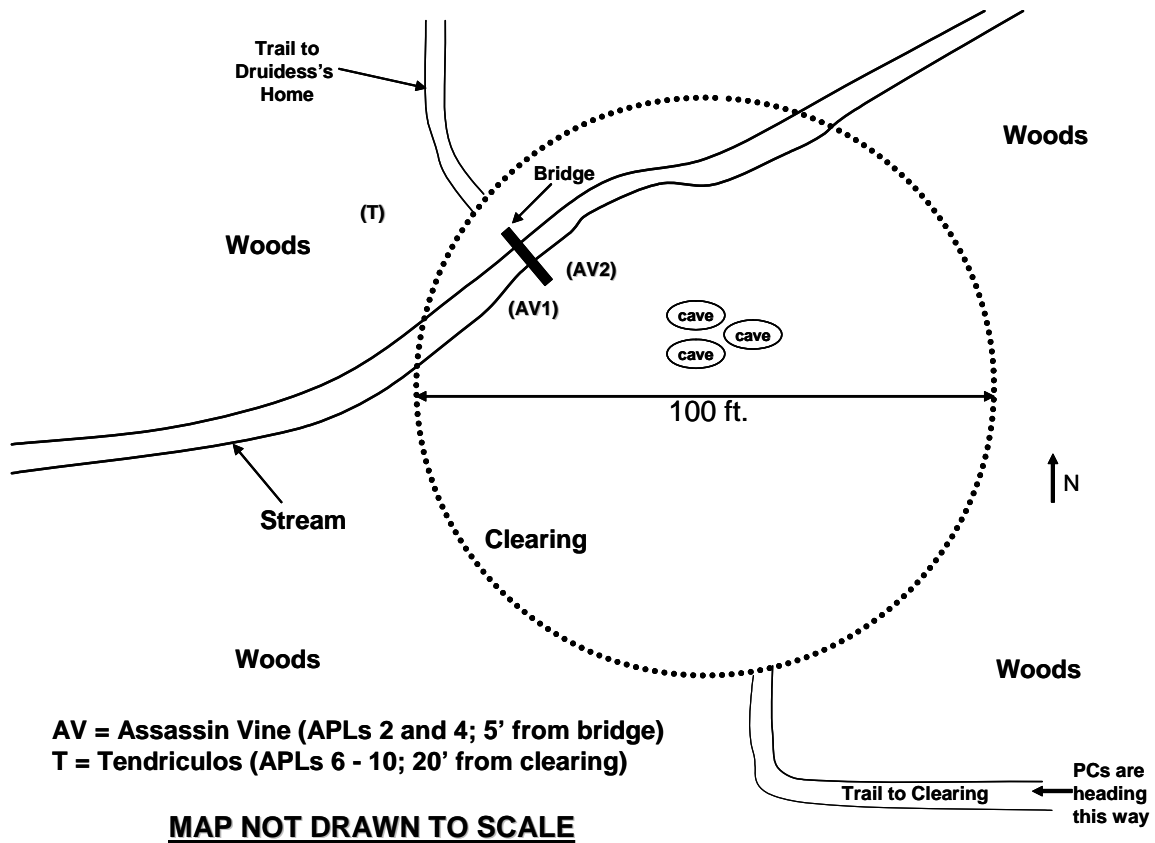 Trail to
Druidess's
Home
Woods
Bridge
(T)
Woods
(AV2)
(AV1)
cave
cave
cave
100 ft.
N
Stream
Clearing
Woods
Woods
AV = Assassin Vine (APLs 2 and 4; 5' from bridge)
T = Tendriculos (APLs 6 - 10; 20' from clearing)
PCs are
heading
this way
Trail to Clearing
MAP NOT DRAWN TO SCALE